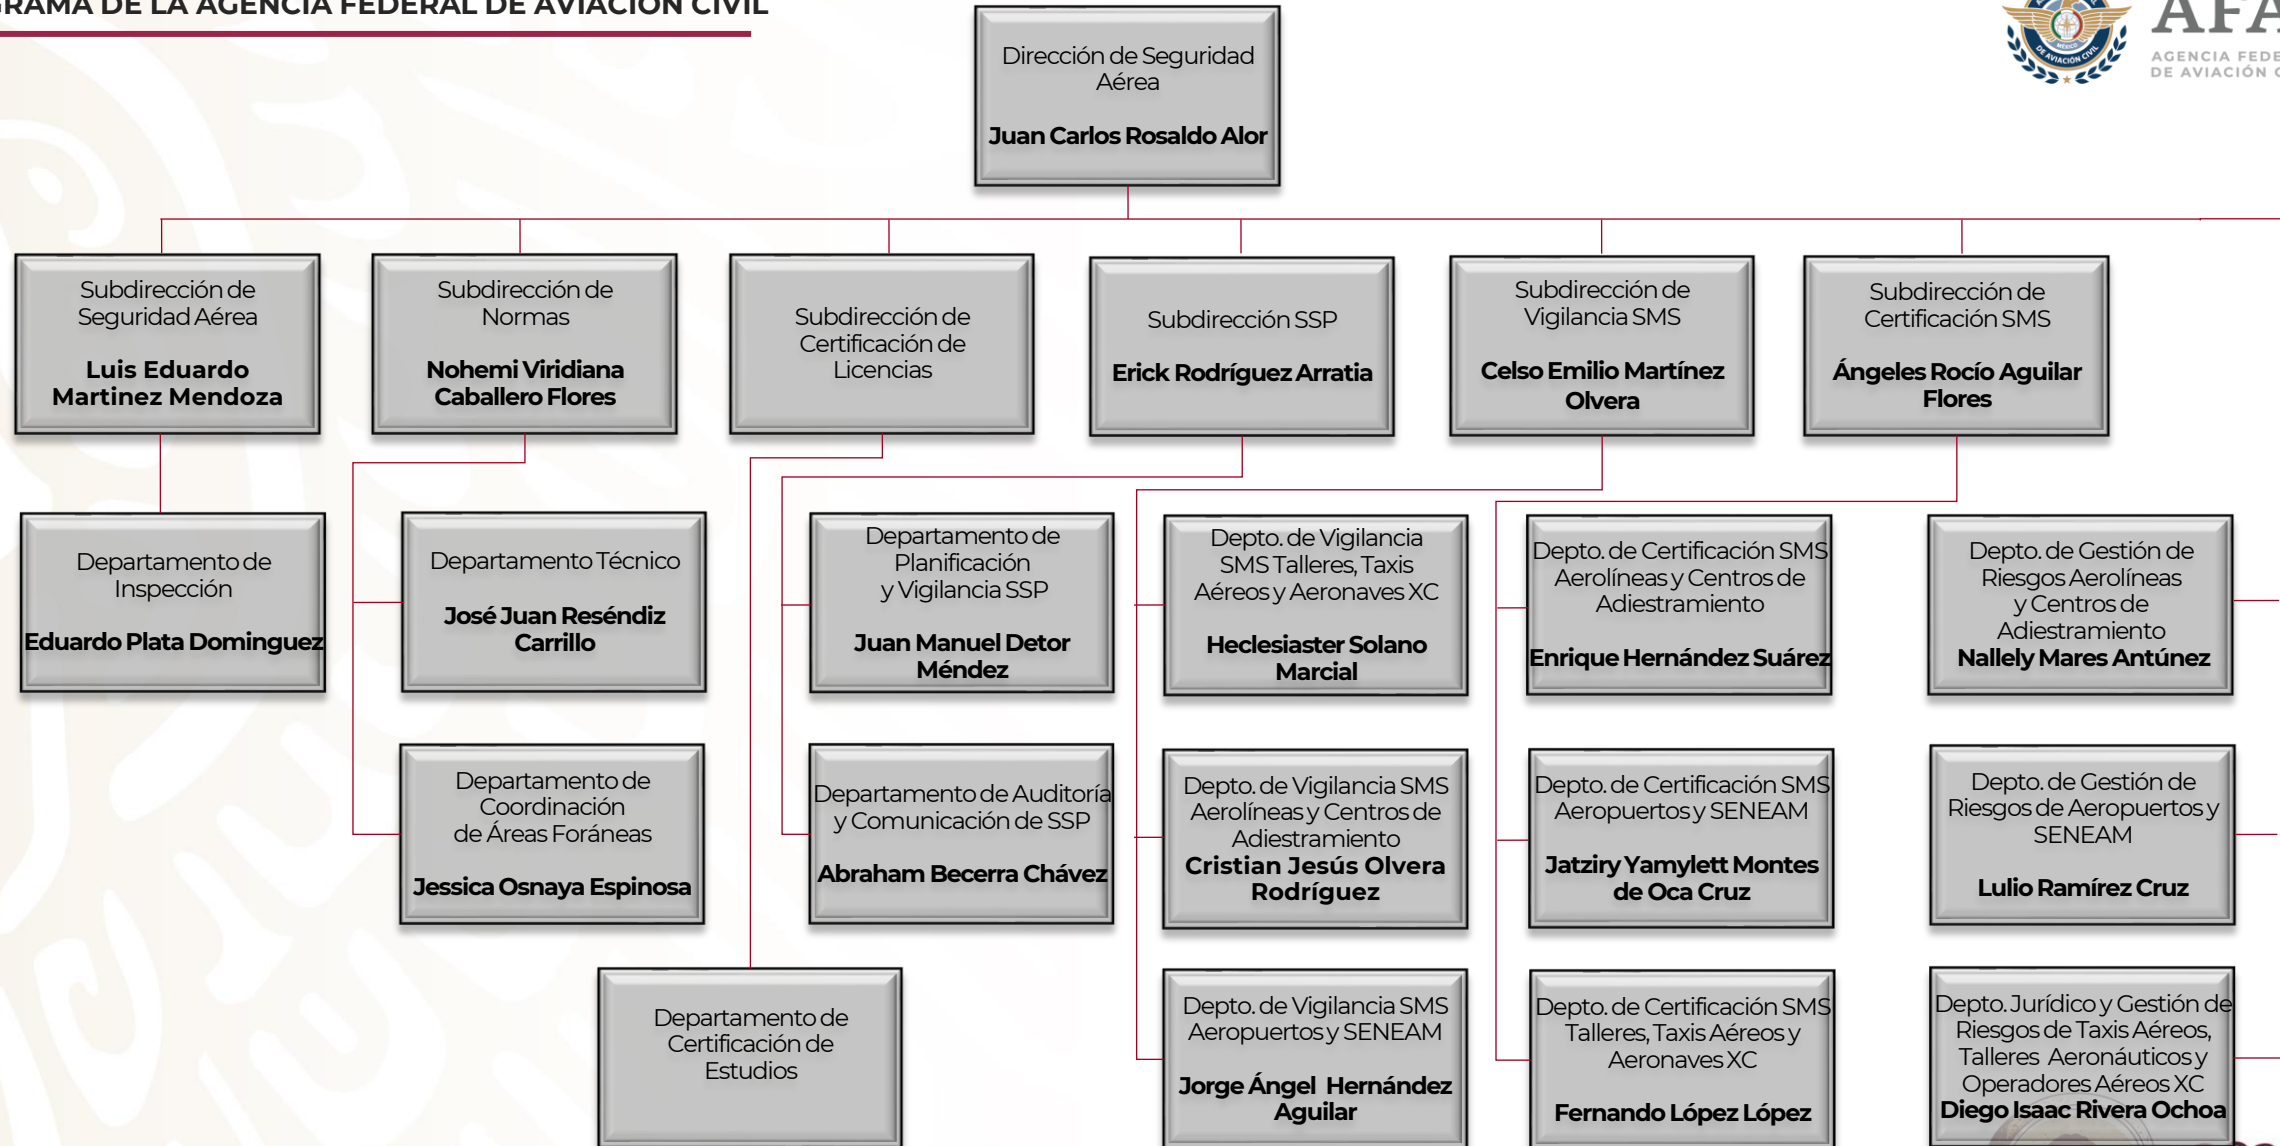 DE LA AGENCIA FEDERAL DE AVIACIÓN CIVIL
DE AVIACIÓN CIVIL
MÉXICO
AGENCIA
DE AVIACIÓN
Dirección de Seguridad
Aérea
Juan Carlos Rosaldo Alor
Subdirección de
Seguridad Aérea
Luis Eduardo
Martinez Mendoza
Subdirección de
Normas
Nohemi Viridiana
Caballero Flores
Subdirección de
Certificación de
Licencias
Subdirección SSP
Erick Rodríguez Arratia
Subdirección de
Vigilancia SMS
Celso Emilio Martínez
Olvera
Subdirección de
Certificación SMS
Ángeles Rocío Aguilar
Flores
Departamento de
Inspección
Eduardo Plata Dominguez
Departamento Técnico
José Juan Reséndiz
Carrillo
Departamento de
Planificación
y Vigilancia SSP
Juan Manuel Detor
Méndez
Depto. de Vigilancia
SMS Talleres, Taxis
Aéreos y Aeronaves XC
Heclesiaster Solano
Marcial
Depto. de Certificación SMS
Aerolíneas y Centros de
Adiestramiento
Enrique Hernández Suárez
Depto. de Gestión de
Riesgos Aerolíneas
y Centros de
Adiestramiento
Nallely Mares Antúnez
Departamento de
Coordinación
de Áreas Foráneas
Jessica Osnaya Espinosa
Departamento de Auditoría
y Comunicación de SSP
Abraham Becerra Chávez
Depto. de Vigilancia SMS
Aerolíneas y Centros de
Adiestramiento
Cristian Jesús Olvera
Rodríguez
Depto. de Certificación SMS
Aeropuertos y SENEAM
Jatziry Yamylett Montes
de Oca Cruz
Depto. de Gestión de
Riesgos de Aeropuertos y
SENEAM
Lulio Ramírez Cruz
Departamento de
Certificación de
Estudios
Depto. de Vigilancia SMS
Aeropuertos y SENEAM
Jorge Ángel Hernández
Aguilar
Depto. de Certificación SMS
Talleres, Taxis Aéreos y
Aeronaves XC
Fernando López López
Depto. Jurídico y Gestión de
Riesgos de Taxis Aéreos,
Talleres Aeronáuticos y
Operadores Aéreos XC
Diego Isaac Rivera Ochoa